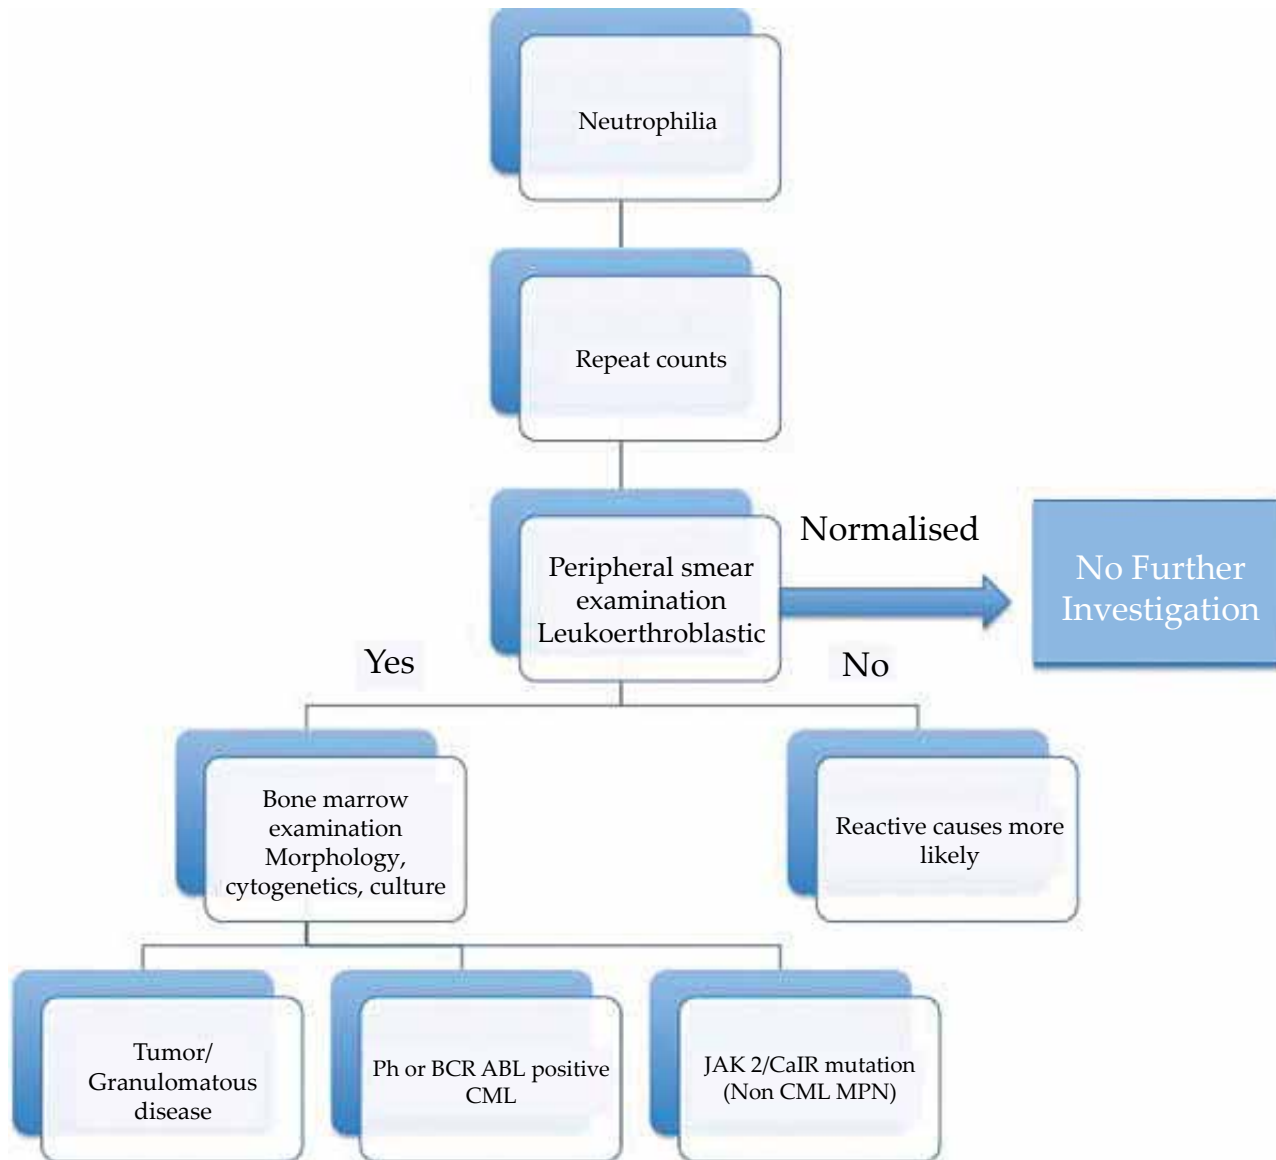 Neutrophilia
Repeat counts
Peripheral smear
examination
Leukoerthroblastic
Normalised
No Further
Investigation
Yes
No
Bone marrow
examination
Morphology,
cytogenetics, culture
Reactive causes more
likely
Tumor/
Granulomatous
disease
Ph or BCR ABL positive
CML
JAK 2/CaIR mutation
(Non CML MPN)